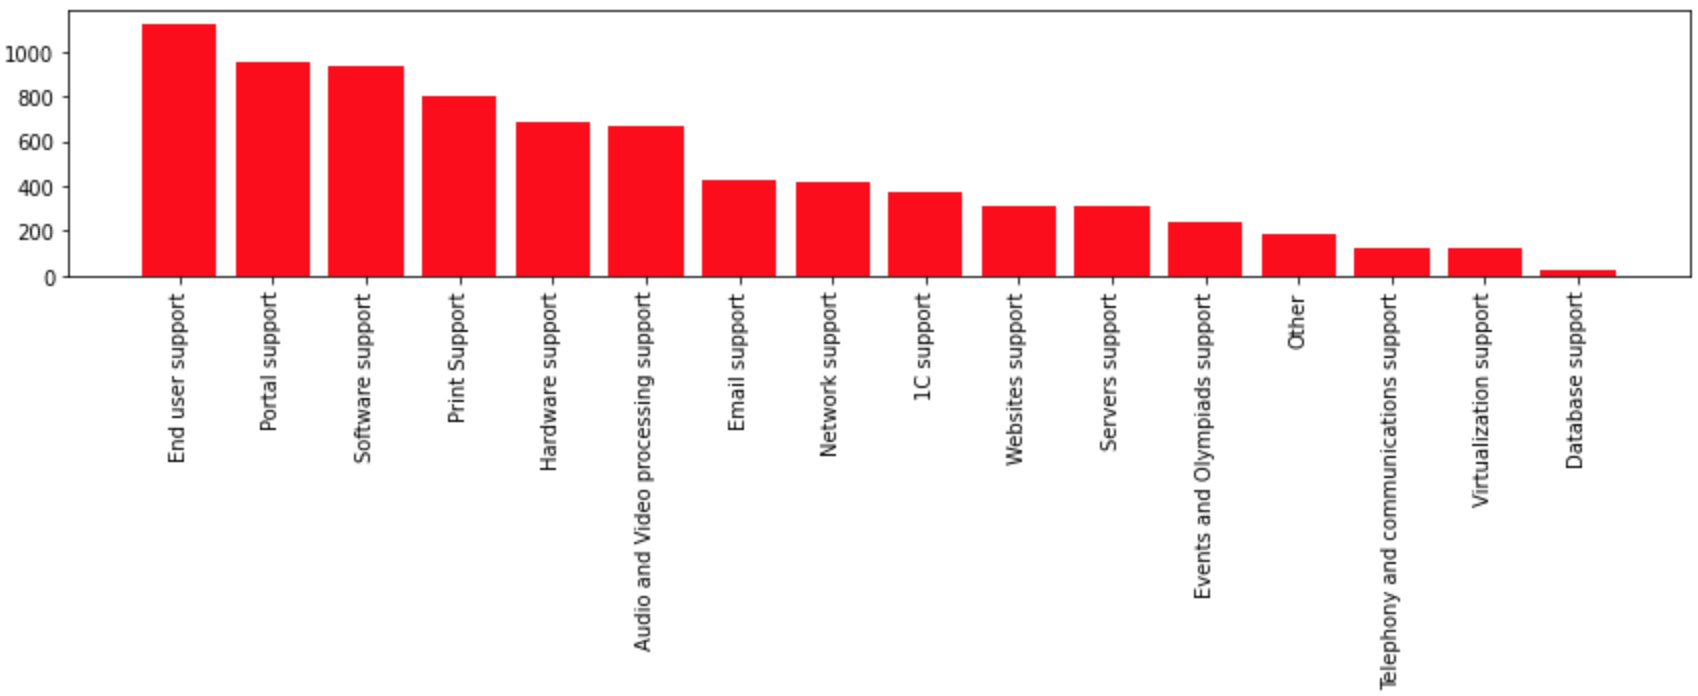 1000
800
600
400
200
0
End user support
Portal support
Software support
Print Support
Hardware support
Audio and Video processing support
Email support
Network support
1C support
Websites support
Servers support
Events and Olympiads support
Other
Telephony and communications support
Virtualization support
Database support